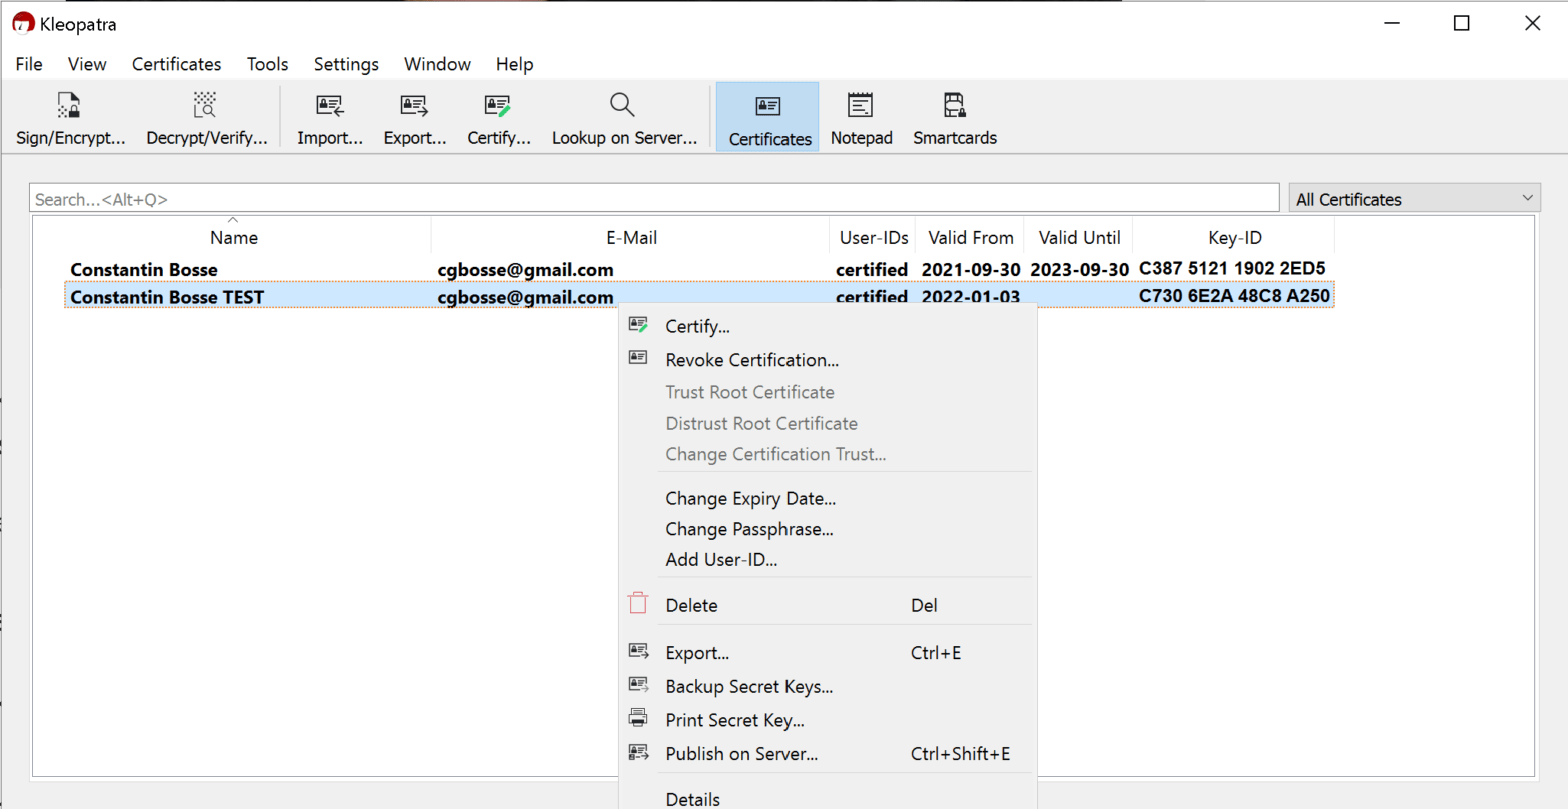 Kleopatra
File View Certificates Tools Settings Window Help
Sign/Encrypt... Decrypt/Verify... Import... Export... Certify... Lookup on Server... Certificates Notepad Smartcards
Search...<Alt+Q> All Certificates
Name E-Mail User-IDs Valid From Valid Until Key-ID
Constantin Bosse cgbosse@gmail.com certified 2021-09-30 2023-09-30 C387 5121 1902 2ED5
Constantin Bosse TEST cgbosse@gmail.com certified 2022-01-03 C730 6E2A 48C8 A250
Certify...
Revoke Certification...
Trust Root Certificate
Distrust Root Certificate
Change Certification Trust...
Change Expiry Date...
Change Passphrase...
Add User-ID...
Delete Del
Export... Ctrl+E
Backup Secret Keys...
Print Secret Key...
Publish on Server... Ctrl+Shift+E
Details